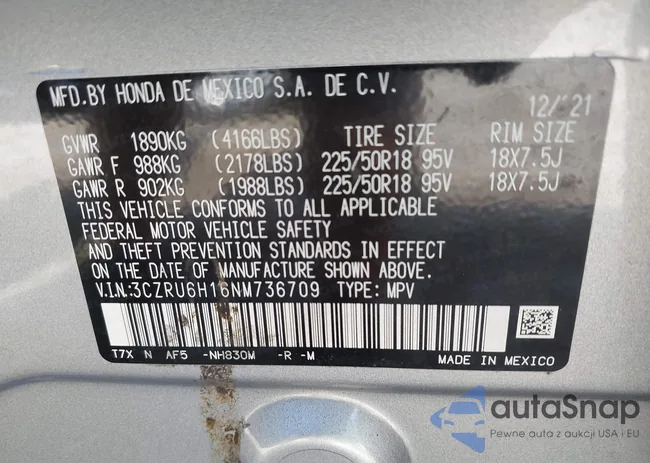 MFD.BY HONDA DE MEXICO S.A. DE C.V.
12/'21
GVWR 1890KG (4166LBS) TIRE SIZE RIM SIZE
GAWR F 988KG (2178LBS) 225/50R18 95V 18X7.5J
GAWR R 902KG (1988LBS) 225/50R18 95V 18X7.5J
THIS VEHICLE CONFORMS TO ALL APPLICABLE
FEDERAL MOTOR VEHICLE SAFETY
AND THEFT PREVENTION STANDARDS IN EFFECT
ON THE DATE OF MANUFACTURE SHOWN ABOVE.
V.I.N:3CZRU6H16NM736709 TYPE: MPV
T7X N AF5 -NH830M -R -M
MADE IN MEXICO
autaSnap
Pewne auta z aukcji USA i EU